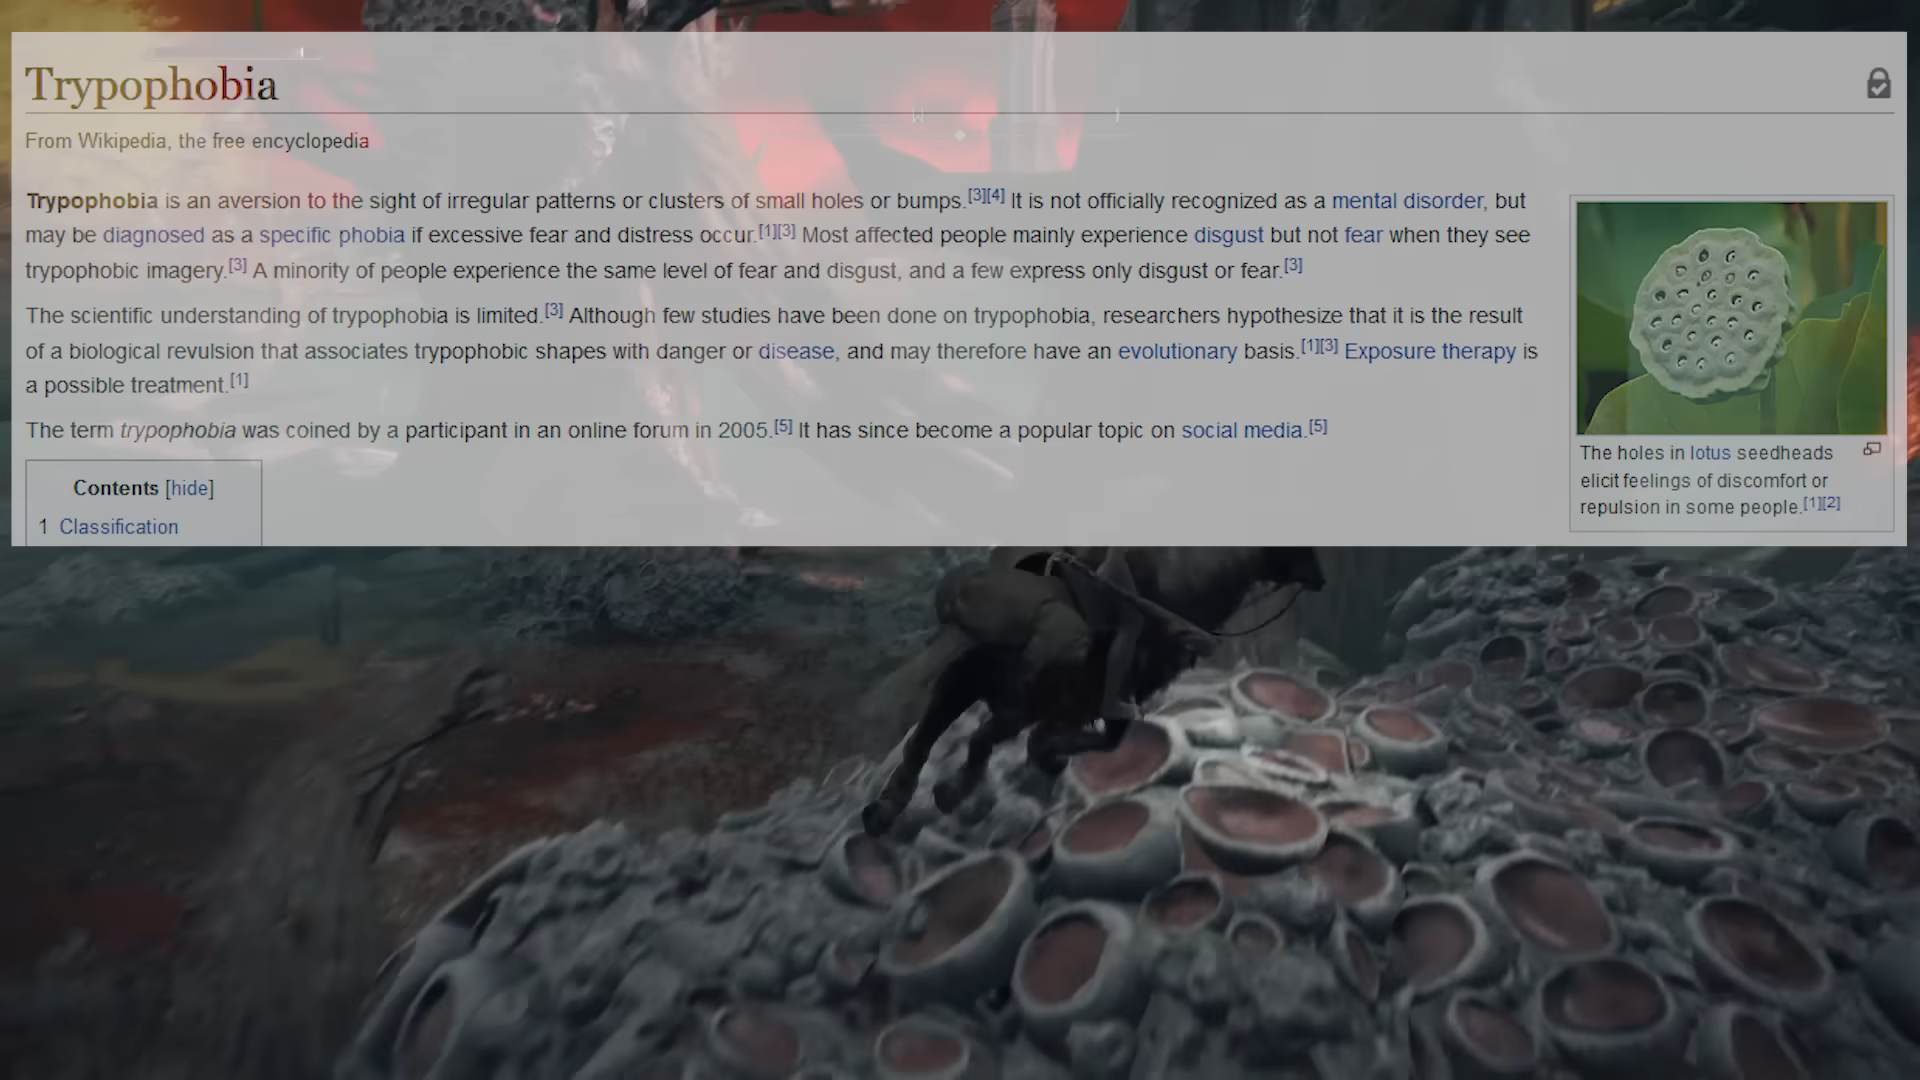 Trypophobia
From Wikipedia, the free encyclopedia
Trypophobia is an aversion to the sight of irregular patterns or clusters of small holes or bumps.[3][4] It is not officially recognized as a mental disorder, but
may be diagnosed as a specific phobia if excessive fear and distress occur.[1][3] Most affected people mainly experience disgust but not fear when they see
trypophobic imagery.[3] A minority of people experience the same level of fear and disgust, and a few express only disgust or fear.[3]
The scientific understanding of trypophobia is limited.[3] Although few studies have been done on trypophobia, researchers hypothesize that it is the result
of a biological revulsion that associates trypophobic shapes with danger or disease, and may therefore have an evolutionary basis.[1][3] Exposure therapy is
a possible treatment.[1]
The term trypophobia was coined by a participant in an online forum in 2005.[5] It has since become a popular topic on social media.[5]
Contents [hide]
1 Classification
The holes in lotus seedheads
elicit feelings of discomfort or
repulsion in some people.[1][2]
W